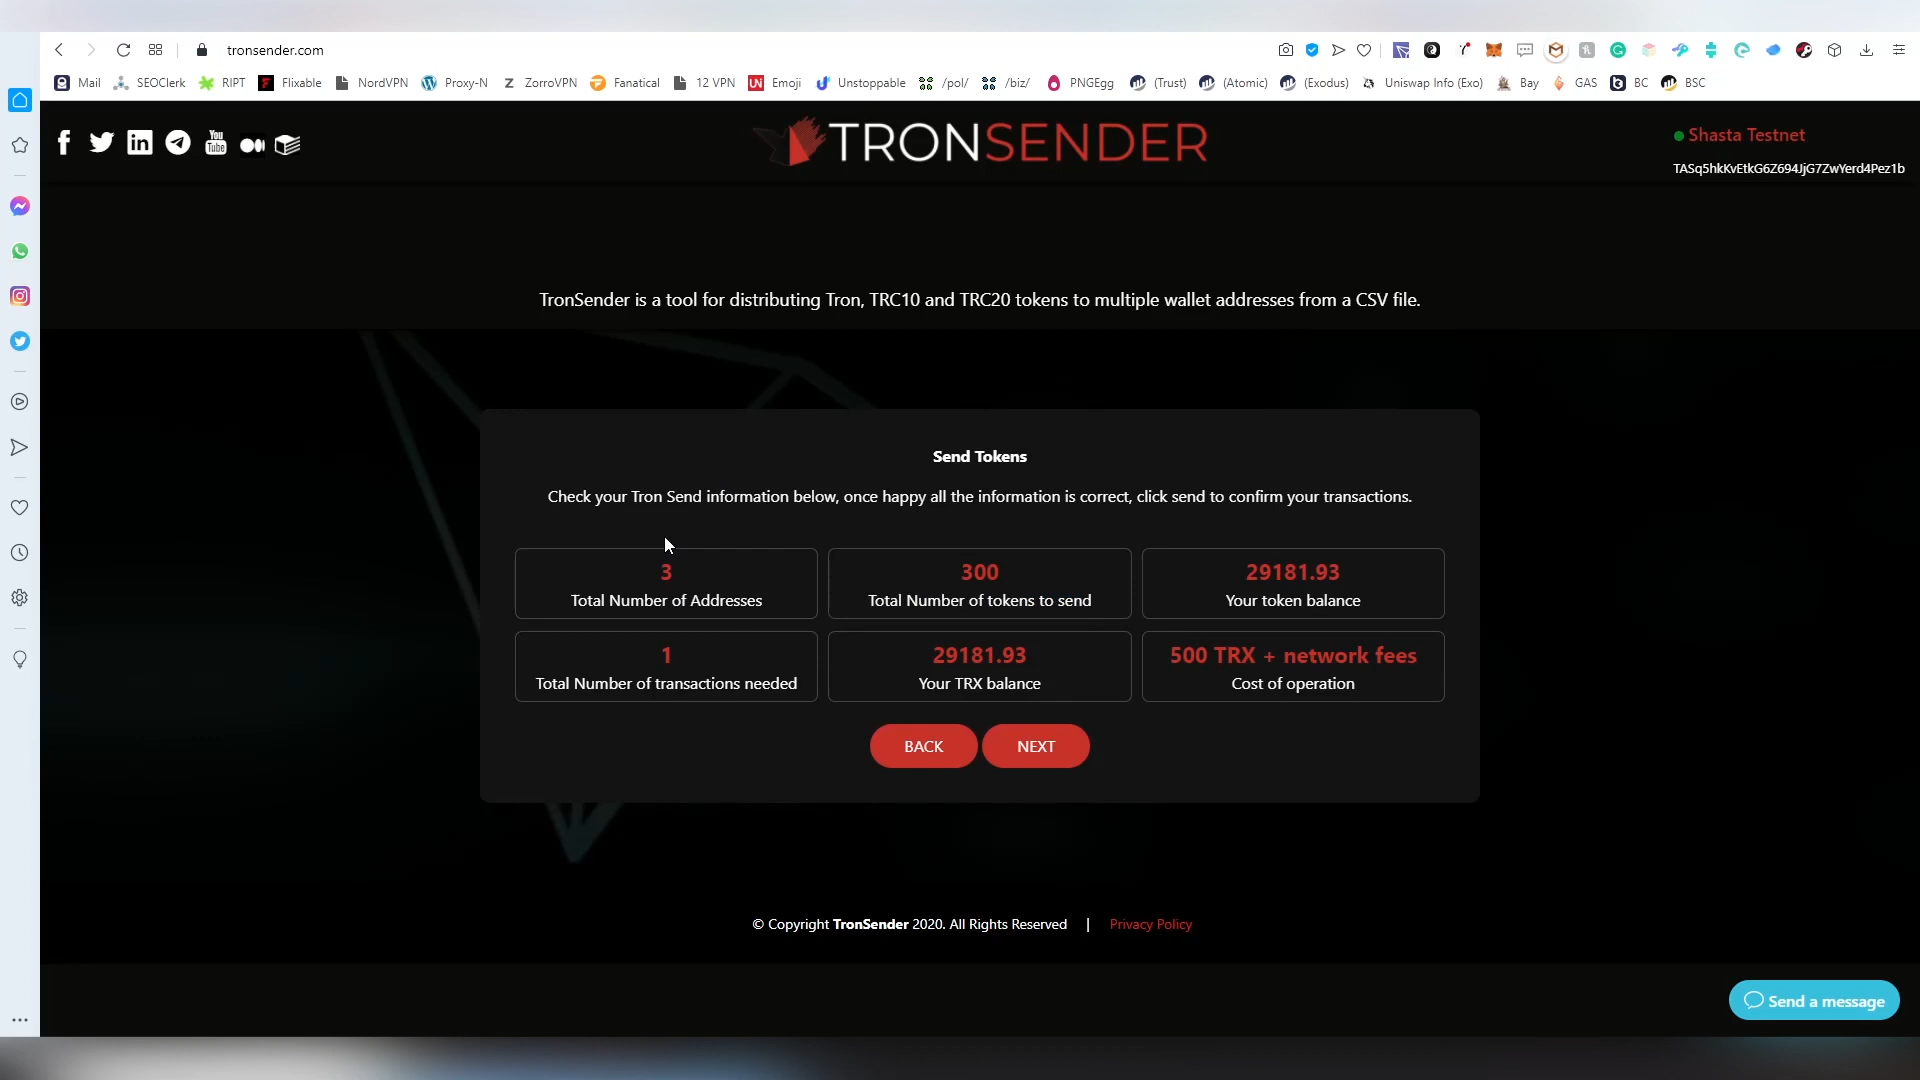 tronsender.com
Mail SEOClerk RIPT Flixable NordVPN Proxy-N ZorroVPN Fanatical 12 VPN Emoji Unstoppable /pol/ /biz/ PNGEgg (Trust) (Atomic) (Exodus) Uniswap Info (Exo) Bay GAS BC BSC
You Tube
TRONSENDER
Shasta Testnet
TASq5hkKvEtkG6Z694JjG7ZwYerd4Pez1b
TronSender is a tool for distributing Tron, TRC10 and TRC20 tokens to multiple wallet addresses from a CSV file.
Send Tokens
Check your Tron Send information below, once happy all the information is correct, click send to confirm your transactions.
3
Total Number of Addresses
300
Total Number of tokens to send
29181.93
Your token balance
1
Total Number of transactions needed
29181.93
Your TRX balance
500 TRX + network fees
Cost of operation
BACK NEXT
© Copyright TronSender 2020. All Rights Reserved | Privacy Policy
Send a message